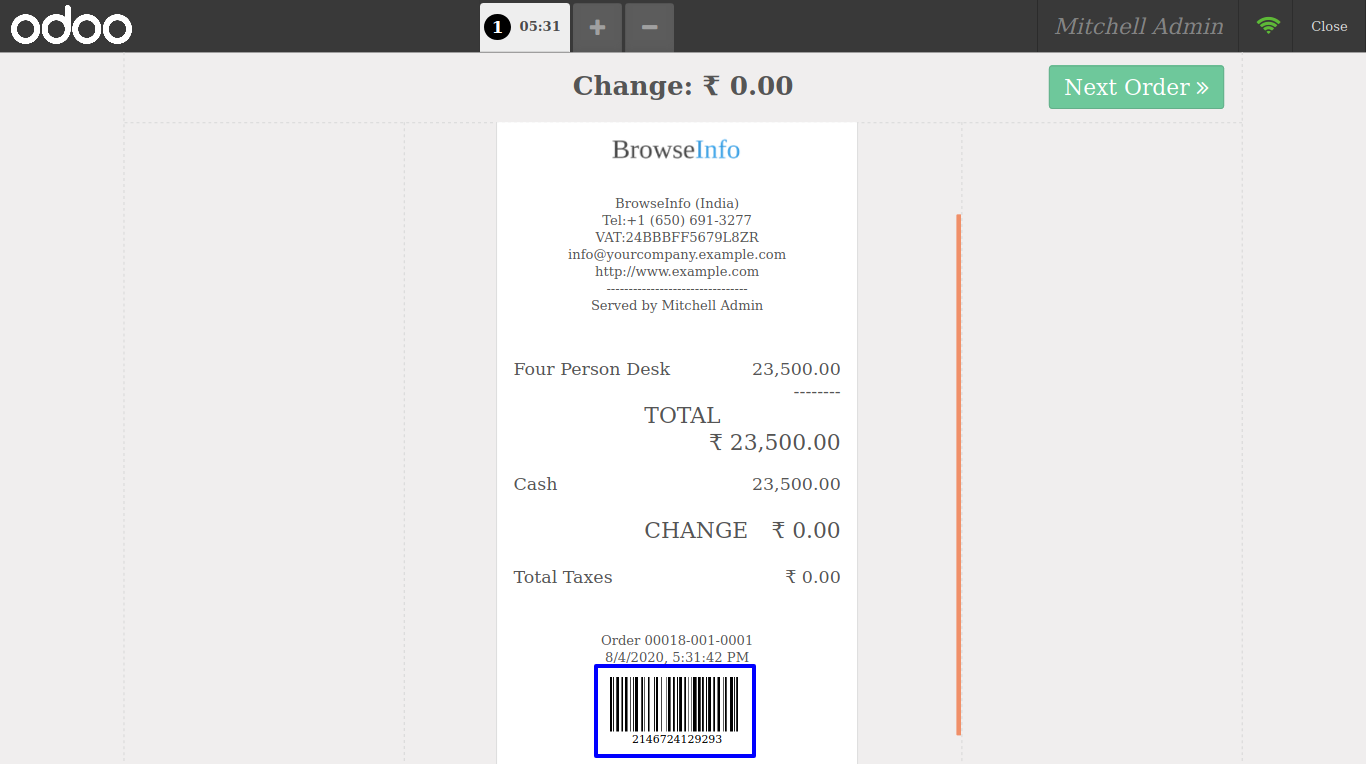 odoo
1 05:31 + −
Mitchell Admin
Close
Change: ₹ 0.00
Next Order »
BrowseInfo
BrowseInfo (India)
Tel:+1 (650) 691-3277
VAT:24BBBFF5679L8ZR
info@yourcompany.example.com
http://www.example.com
--------------------------------
Served by Mitchell Admin
Four Person Desk 23,500.00
--------
TOTAL
₹ 23,500.00
Cash 23,500.00
CHANGE ₹ 0.00
Total Taxes ₹ 0.00
Order 00018-001-0001
8/4/2020, 5:31:42 PM
2146724129293